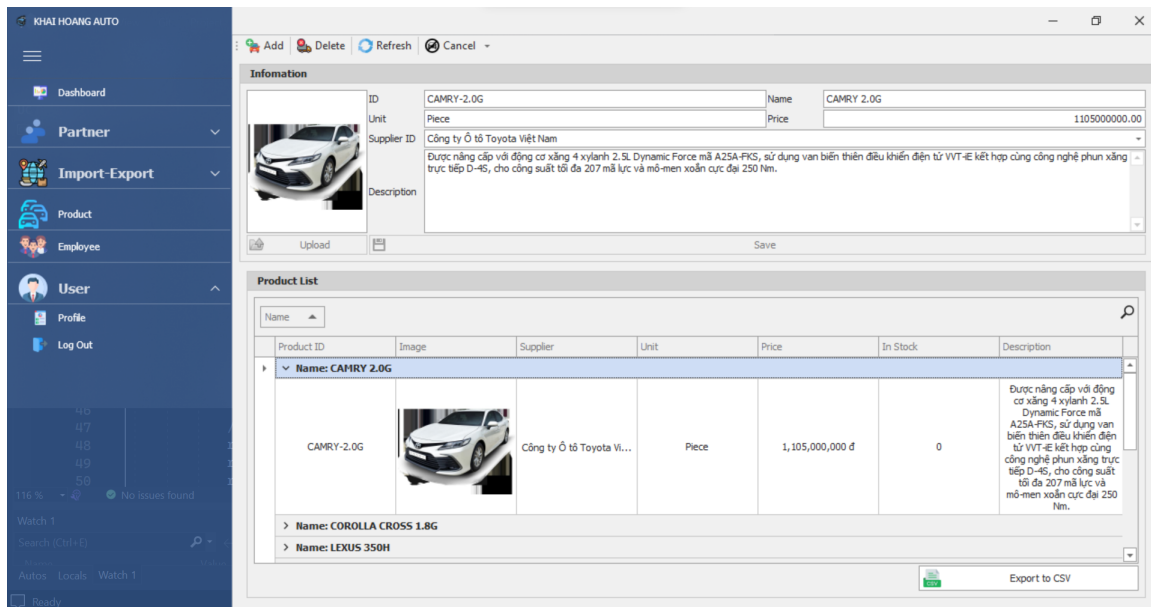 KHAI HOANG AUTO
Dashboard
Partner
Import-Export
Product
Employee
User
Profile
Log Out
46
47
48
49
50
116 %
No issues found
Watch 1
Search (Ctrl+E)
Autos Locals Watch 1
Ready
Add Delete Refresh Cancel
Infomation
ID CAMRY-2.0G Name CAMRY 2.0G
Unit Piece Price 1105000000.00
Supplier ID Công ty Ô tô Toyota Việt Nam
Description
Được nâng cấp với động cơ xăng 4 xylanh 2.5L Dynamic Force mã A25A-FKS, sử dụng van biến thiên điều khiển điện tử VVT-iE kết hợp cùng công nghệ phun xăng
trực tiếp D-4S, cho công suất tối đa 207 mã lực và mô-men xoắn cực đại 250 Nm.
Upload Save
Product List
Name
Product ID Image Supplier Unit Price In Stock Description
Name: CAMRY 2.0G
CAMRY-2.0G Công ty Ô tô Toyota Vi... Piece 1,105,000,000 đ 0
Được nâng cấp với động
cơ xăng 4 xylanh 2.5L
Dynamic Force mã
A25A-FKS, sử dụng van
biến thiên điều khiển điện
tử VVT-iE kết hợp cùng
công nghệ phun xăng trực
tiếp D-4S, cho công suất
tối đa 207 mã lực và
mô-men xoắn cực đại 250
Nm.
Name: COROLLA CROSS 1.8G
Name: LEXUS 350H
CSV
Export to CSV